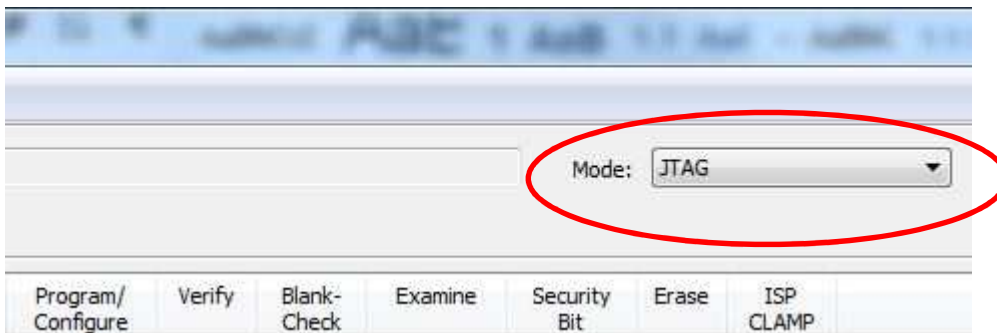 Mode: JTAG
Program/ Verify Blank- Examine Security Erase ISP
Configure Check Bit CLAMP